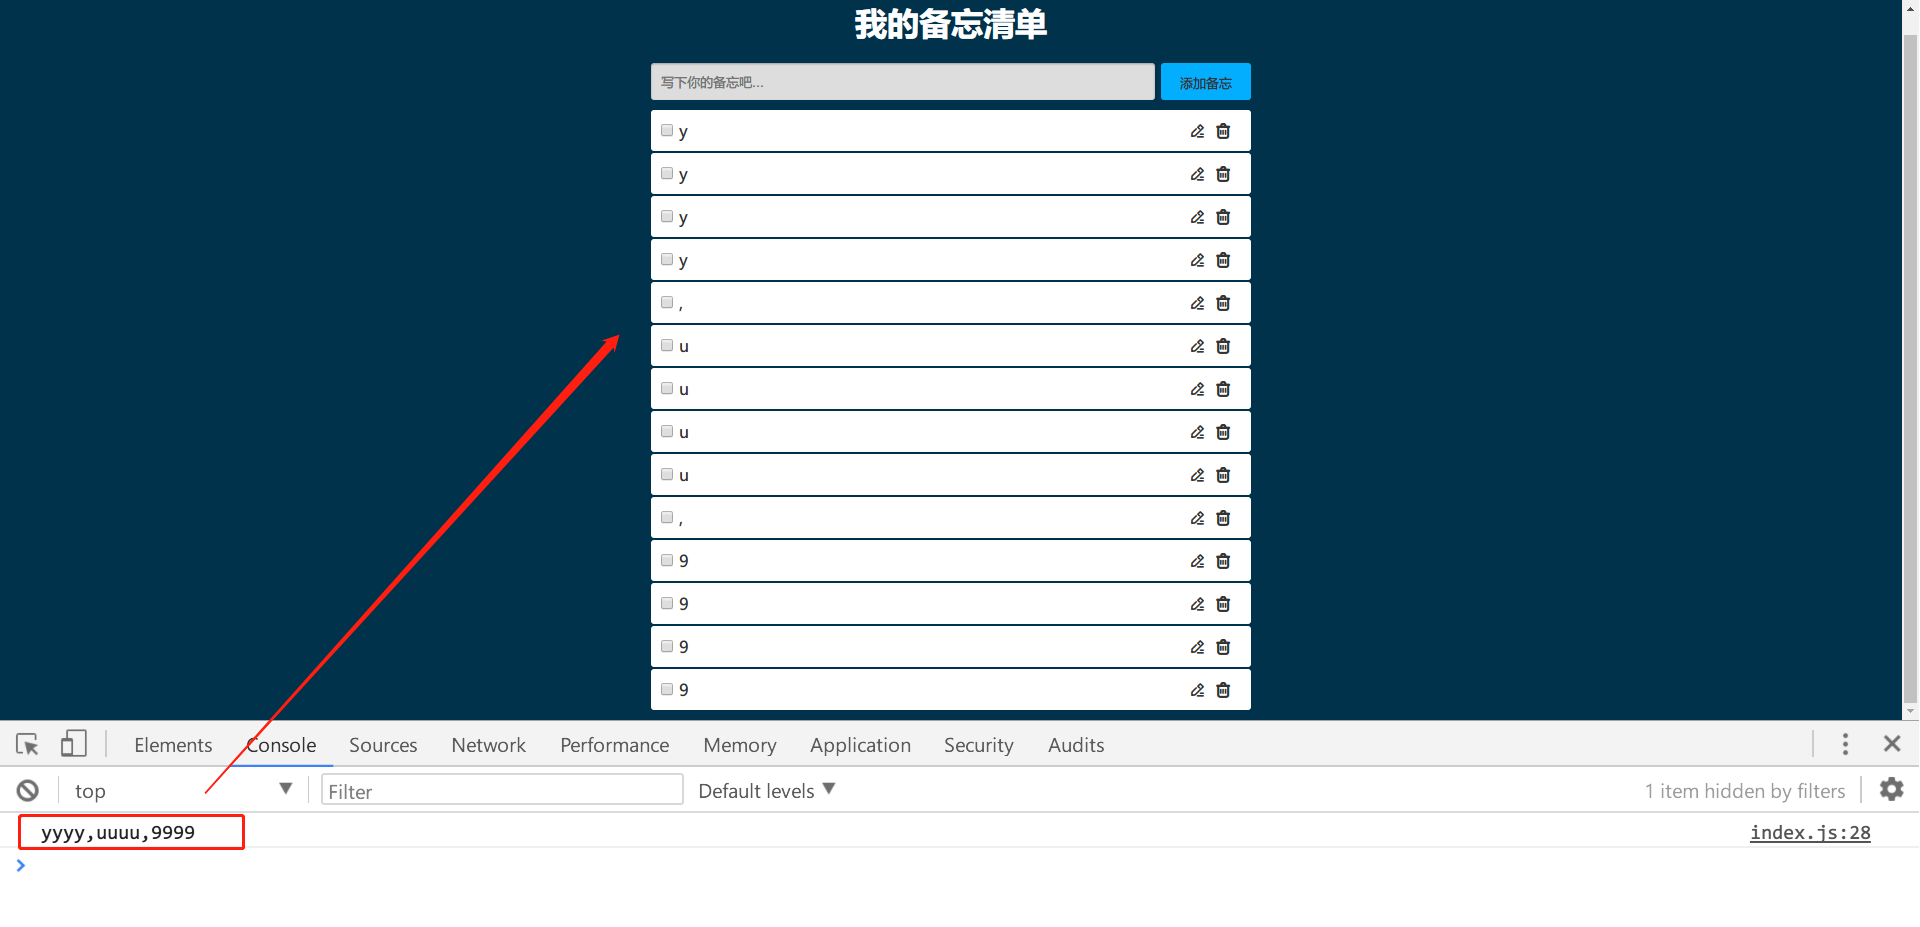 我的备忘清单
写下你的备忘吧... 添加备忘
y
y
y
y
,
u
u
u
u
,
9
9
9
9
Elements Console Sources Network Performance Memory Application Security Audits
top Filter Default levels 1 item hidden by filters
yyyy,uuuu,9999 index.js:28